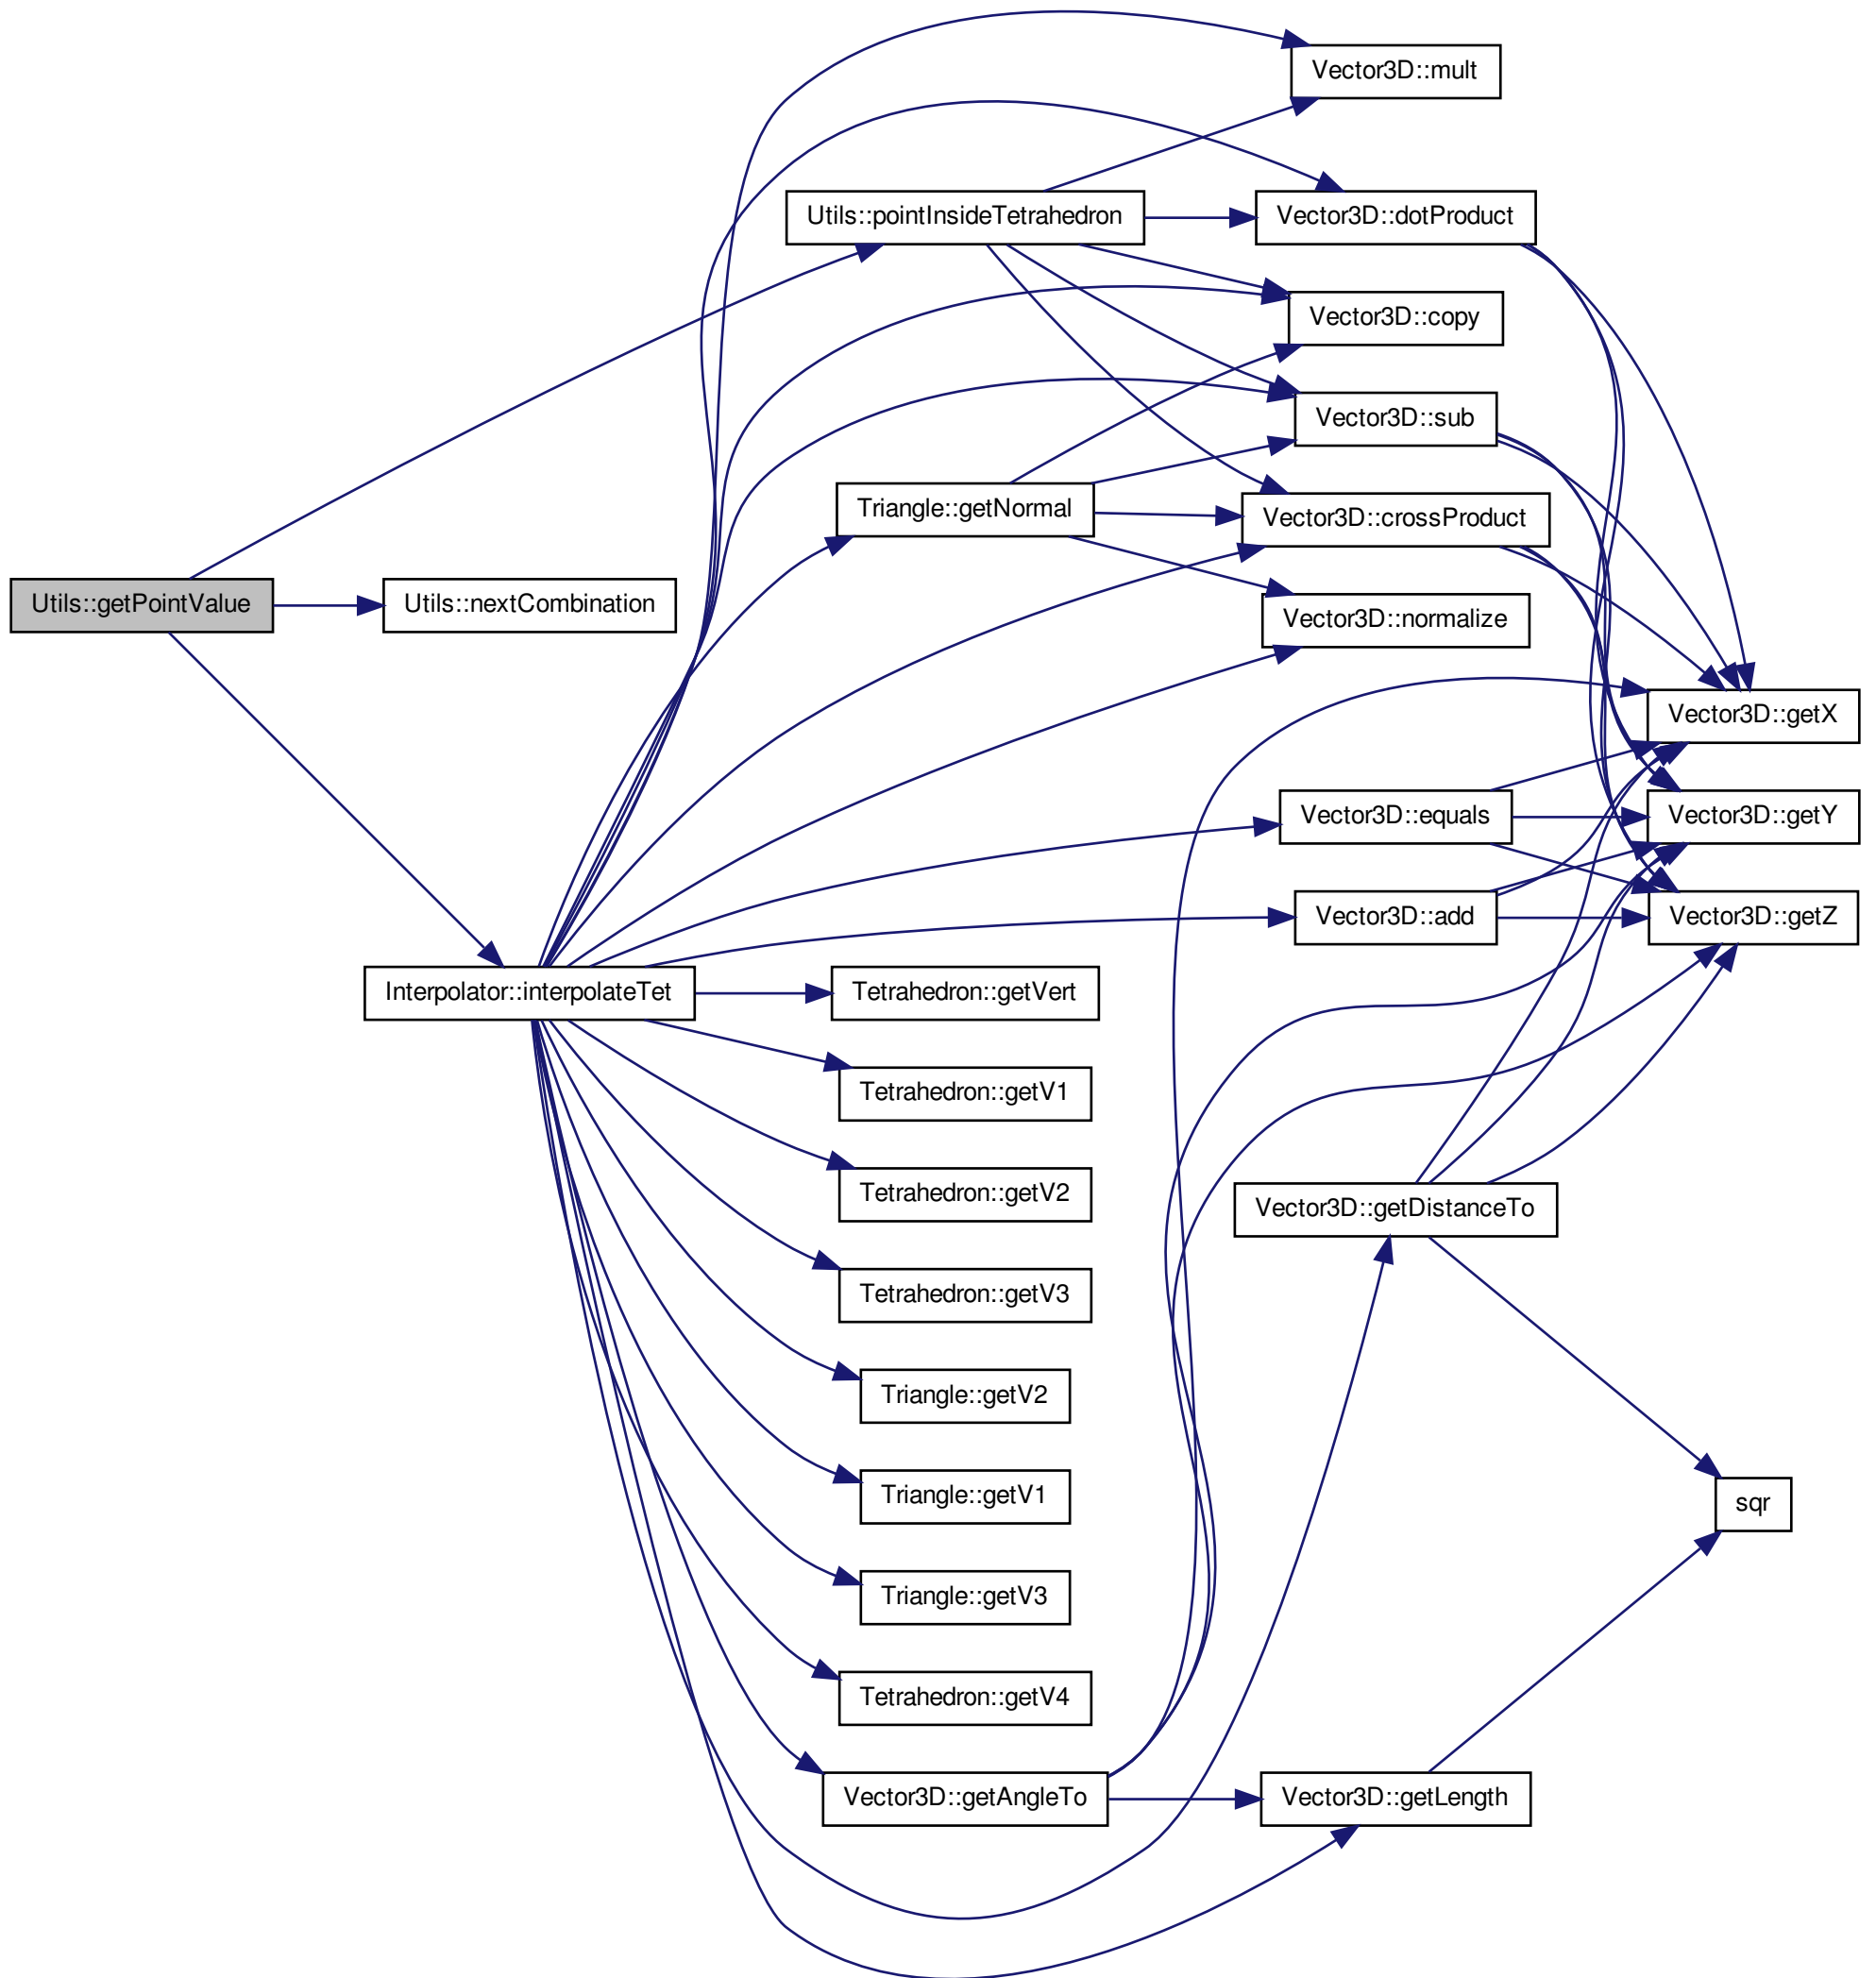 Vector3D::mult
Utils::pointInsideTetrahedron
Vector3D::dotProduct
Vector3D::copy
Vector3D::sub
Triangle::getNormal
Vector3D::crossProduct
Utils::getPointValue
Utils::nextCombination
Vector3D::normalize
Vector3D::getX
Vector3D::equals
Vector3D::getY
Vector3D::add
Vector3D::getZ
Interpolator::interpolateTet
Tetrahedron::getVert
Tetrahedron::getV1
Tetrahedron::getV2
Vector3D::getDistanceTo
Tetrahedron::getV3
Triangle::getV2
Triangle::getV1
sqr
Triangle::getV3
Tetrahedron::getV4
Vector3D::getAngleTo
Vector3D::getLength